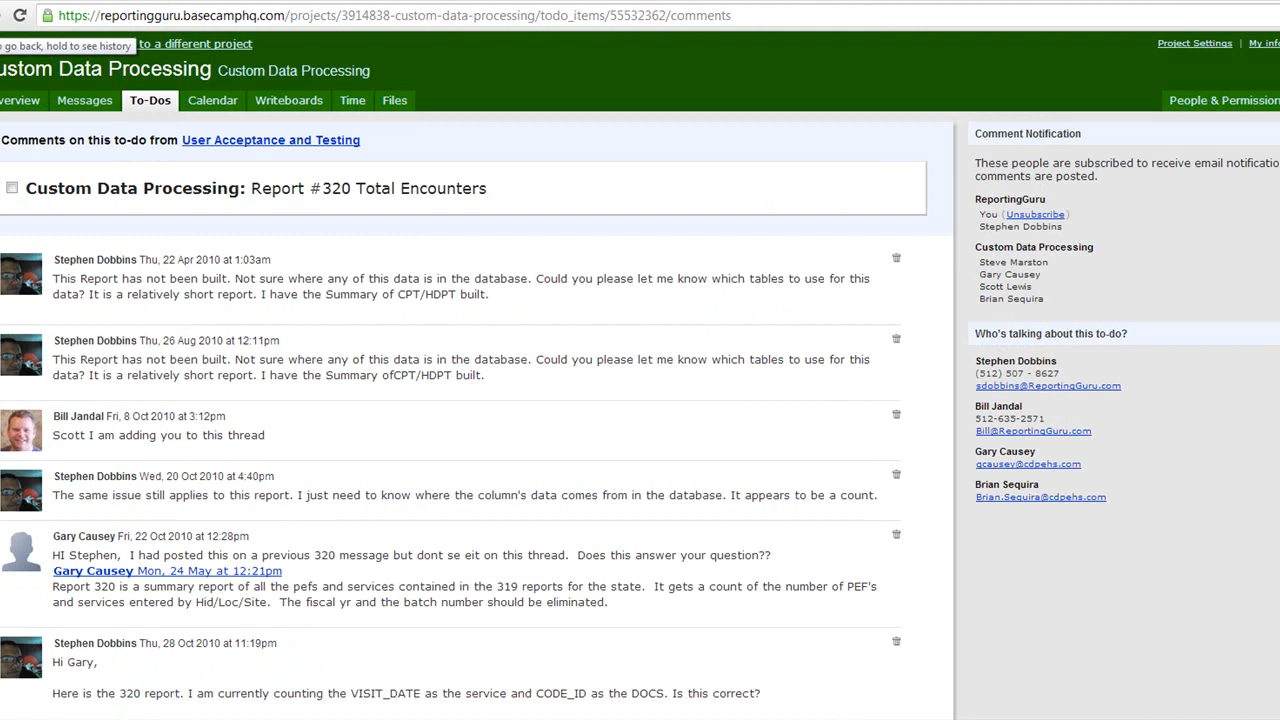 https://reportingguru.basecamphq.com/projects/3914838-custom-data-processing/todo_items/55532362/comments
o go back, hold to see history
to a different project
Project Settings | My inf
ustom Data Processing Custom Data Processing
verview Messages To-Dos Calendar Writeboards Time Files People & Permission
Comments on this to-do from User Acceptance and Testing
Custom Data Processing: Report #320 Total Encounters
Stephen Dobbins Thu, 22 Apr 2010 at 1:03am
This Report has not been built. Not sure where any of this data is in the database. Could you please let me know which tables to use for this
data? It is a relatively short report. I have the Summary of CPT/HDPT built.
Stephen Dobbins Thu, 26 Aug 2010 at 12:11pm
This Report has not been built. Not sure where any of this data is in the database. Could you please let me know which tables to use for this
data? It is a relatively short report. I have the Summary ofCPT/HDPT built.
Bill Jandal Fri, 8 Oct 2010 at 3:12pm
Scott I am adding you to this thread
Stephen Dobbins Wed, 20 Oct 2010 at 4:40pm
The same issue still applies to this report. I just need to know where the column's data comes from in the database. It appears to be a count.
Gary Causey Fri, 22 Oct 2010 at 12:28pm
HI Stephen, I had posted this on a previous 320 message but dont se eit on this thread. Does this answer your question??
Gary Causey Mon, 24 May at 12:21pm
Report 320 is a summary report of all the pefs and services contained in the 319 reports for the state. It gets a count of the number of PEF's
and services entered by Hid/Loc/Site. The fiscal yr and the batch number should be eliminated.
Stephen Dobbins Thu, 28 Oct 2010 at 11:19pm
Hi Gary,
Here is the 320 report. I am currently counting the VISIT_DATE as the service and CODE_ID as the DOCS. Is this correct?
Comment Notification
These people are subscribed to receive email notificatio
comments are posted.
ReportingGuru
You (Unsubscribe)
Stephen Dobbins
Custom Data Processing
Steve Marston
Gary Causey
Scott Lewis
Brian Sequira
Who's talking about this to-do?
Stephen Dobbins
(512) 507 - 8627
sdobbins@ReportingGuru.com
Bill Jandal
512-635-2571
Bill@ReportingGuru.com
Gary Causey
gcausey@cdpehs.com
Brian Sequira
Brian.Sequira@cdpehs.com